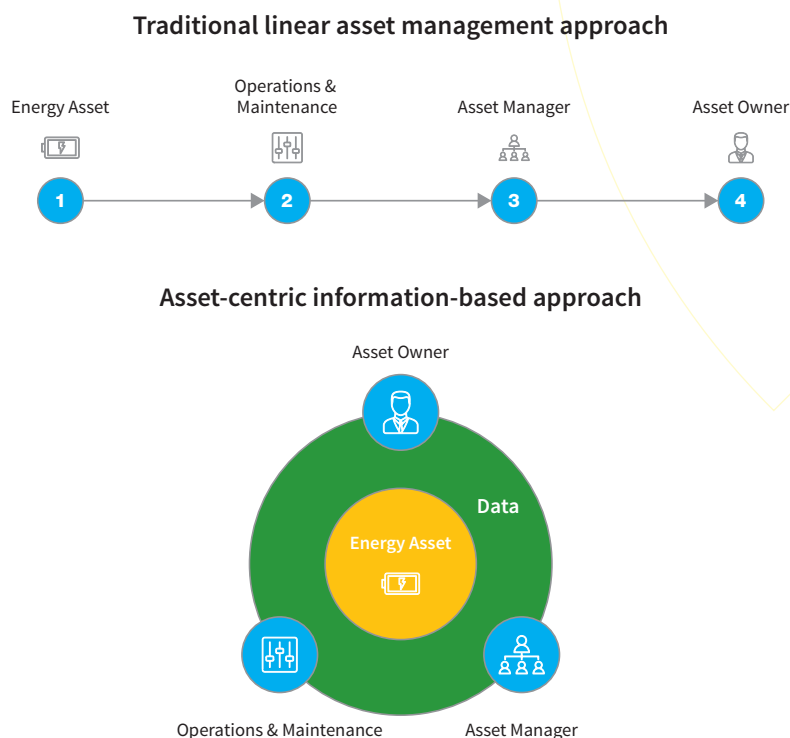 Traditional linear asset management approach
Energy Asset
Operations &
Maintenance
Asset Manager
Asset Owner
1
2
3
4
Asset-centric information-based approach
Asset Owner
Data
Energy Asset
Operations & Maintenance
Asset Manager